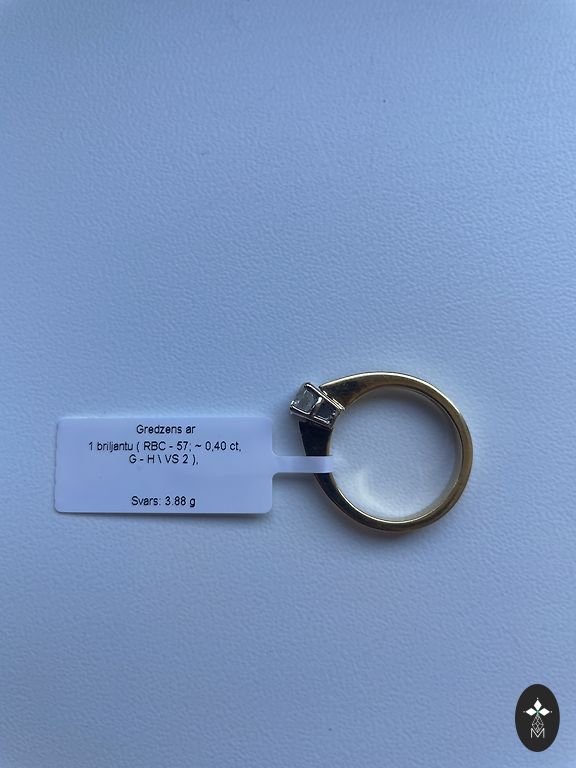 Gredzens ar
1 briljantu ( RBC - 57; ~ 0,40 ct,
G - H \ VS 2 ),
Svars: 3.88 g
M